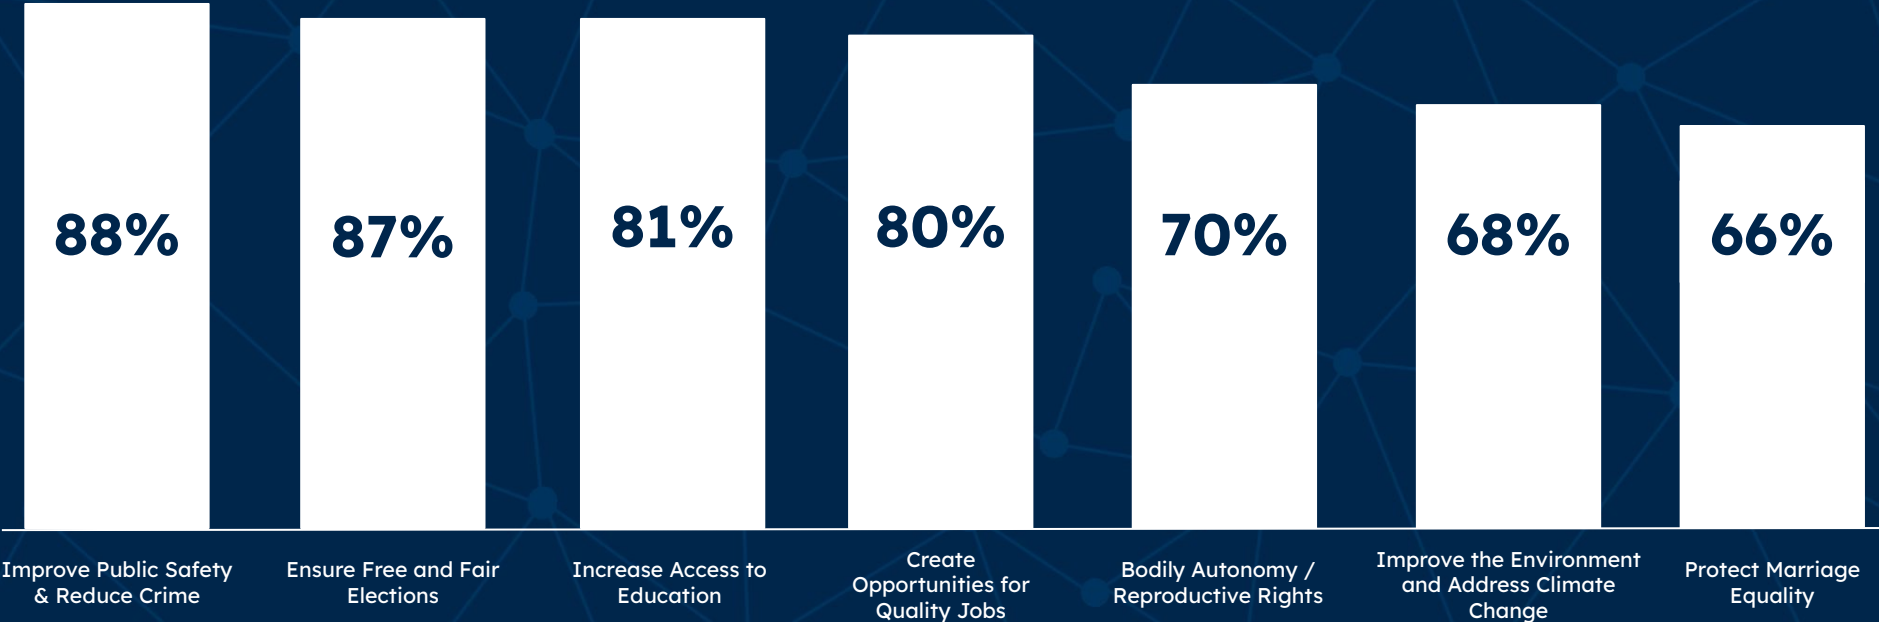 88%
87%
81%
80%
70%
68%
66%
Improve Public Safety
& Reduce Crime
Ensure Free and Fair
Elections
Increase Access to
Education
Create
Opportunities for
Quality Jobs
Bodily Autonomy /
Reproductive Rights
Improve the Environment
and Address Climate
Change
Protect Marriage
Equality